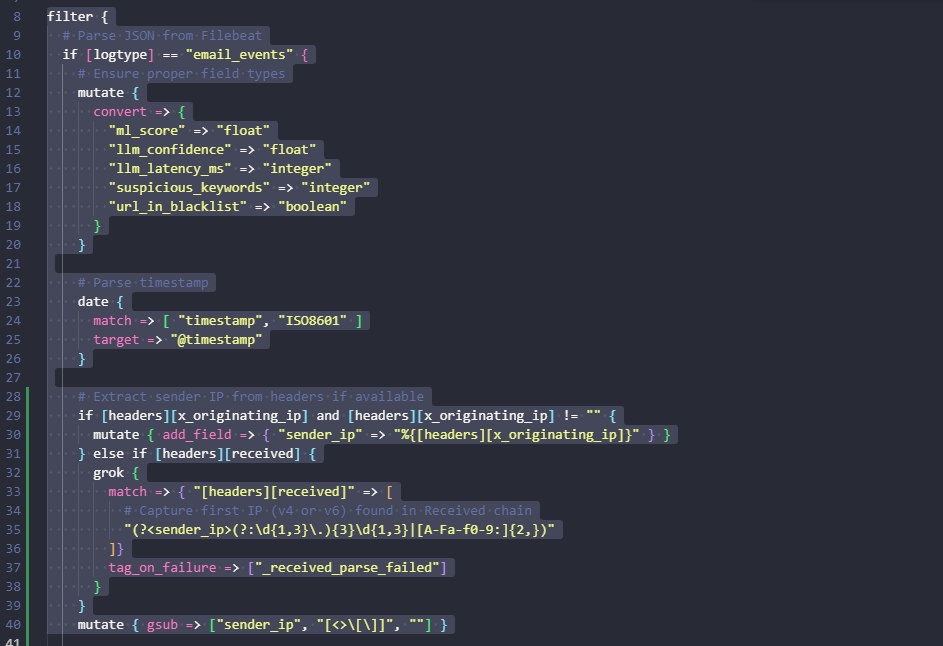 8 filter {
9 # Parse JSON from Filebeat
10 if [logtype] == "email_events" {
11 # Ensure proper field types
12 mutate {
13 convert => {
14 "ml_score" => "float"
15 "llm_confidence" => "float"
16 "llm_latency_ms" => "integer"
17 "suspicious_keywords" => "integer"
18 "url_in_blacklist" => "boolean"
19 }
20 }
21
22 # Parse timestamp
23 date {
24 match => [ "timestamp", "ISO8601" ]
25 target => "@timestamp"
26 }
27
28 # Extract sender IP from headers if available
29 if [headers][x_originating_ip] and [headers][x_originating_ip] != "" {
30 mutate { add_field => { "sender_ip" => "%{[headers][x_originating_ip]}" } }
31 } else if [headers][received] {
32 grok {
33 match => { "[headers][received]" => [
34 # Capture first IP (v4 or v6) found in Received chain
35 "(?<sender_ip>(?:\d{1,3}\.){3}\d{1,3}|[A-Fa-f0-9:]{2,})"
36 ]}
37 tag_on_failure => ["_received_parse_failed"]
38 }
39 }
40 mutate { gsub => ["sender_ip", "[<>\[\]]", ""] }
41